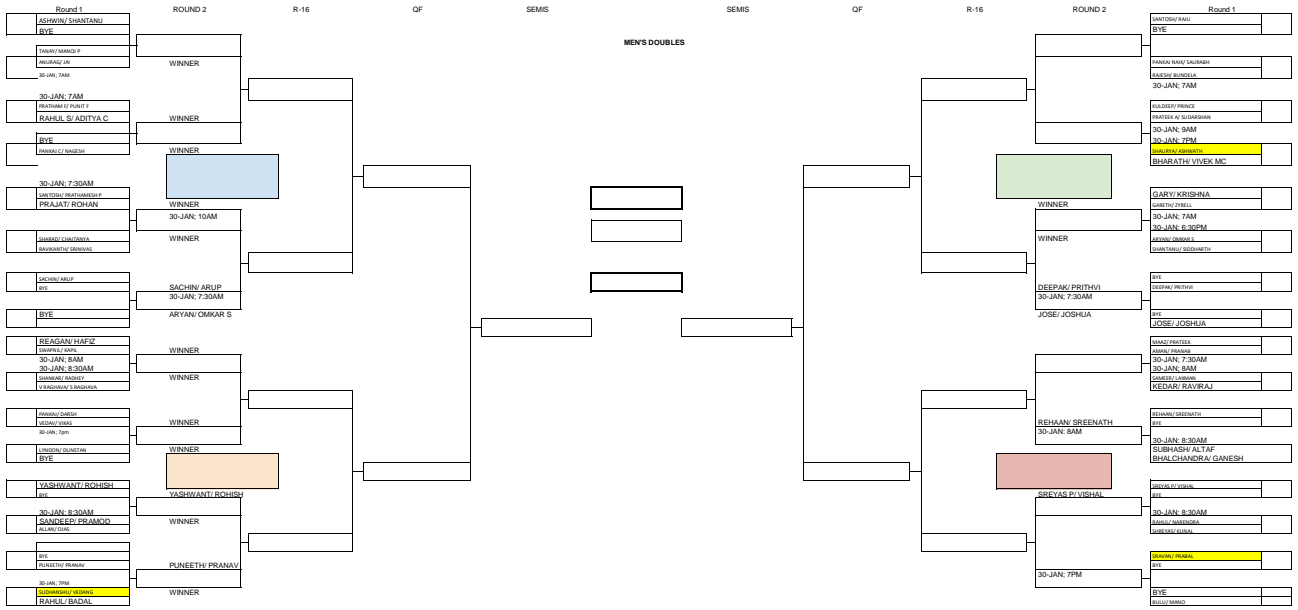 Round 1
ROUND 2
R-16
QF
SEMIS
SEMIS
QF
R-16
ROUND 2
Round 1
MEN'S DOUBLES
ASHWIN/ SHANTANU
BYE
TANAY/ MANOJ P
ANURAG/ JAI
30-JAN; 7AM
30-JAN; 7AM
PRATHAM F/ PUNIT F
RAHUL S/ ADITYA C
BYE
PANKAJ C/ NAGESH
30-JAN; 7:30AM
SANTOSH/ PRATHAMESH P
PRAJAT/ ROHAN
SHARAD/ CHAITANYA
RAVIKANTH/ SRINIVAS
SACHIN/ ARUP
BYE
BYE
REAGAN/ HAFIZ
SWAPNIL/ KAPIL
30-JAN; 8AM
30-JAN; 8:30AM
SHANKAR/ RADHEY
V RAGHAVA/ S RAGHAVA
PANKAJ/ DARSH
VEDAV/ VIKAS
30-JAN; 7pm
LYNDON/ DUNSTAN
BYE
YASHWANT/ ROHISH
BYE
30-JAN: 8:30AM
SANDEEP/ PRAMOD
ALLAN/ OJAS
BYE
PUNEETH/ PRANAV
30-JAN; 7PM
SUDHANSHU/ VEDANG
RAHUL/ BADAL
WINNER
WINNER
WINNER
WINNER
30-JAN; 10AM
WINNER
SACHIN/ ARUP
30-JAN; 7:30AM
ARYAN/ OMKAR S
WINNER
WINNER
WINNER
WINNER
YASHWANT/ ROHISH
WINNER
PUNEETH/ PRANAV
WINNER
WINNER
WINNER
DEEPAK/ PRITHVI
30-JAN; 7:30AM
JOSE/ JOSHUA
REHAAN/ SREENATH
30-JAN: 8AM
SREYAS P/ VISHAL
30-JAN; 7PM
SANTOSH/ RAJU
BYE
PANKAJ NAIK/ SAURABH
RAJESH/ BUNDELA
30-JAN; 7AM
KULDEEP/ PRINCE
PRATEEK A/ SUDARSHAN
30-JAN; 9AM
30-JAN; 7PM
SHAURYA/ ASHWATH
BHARATH/ VIVEK MC
GARY/ KRISHNA
GARETH/ ZYRELL
30-JAN; 7AM
30-JAN; 6:30PM
ARYAN/ OMKAR S
SHANTANU/ SIDDHARTH
BYE
DEEPAK/ PRITHVI
BYE
JOSE/ JOSHUA
MAAZ/ PRATEEK
AMAN/ PRANAB
30-JAN; 7:30AM
30-JAN; 8AM
SAMEER/ LAXMAN
KEDAR/ RAVIRAJ
REHAAN/ SREENATH
BYE
30-JAN: 8:30AM
SUBHASH/ ALTAF
BHALCHANDRA/ GANESH
SREYAS P/ VISHAL
BYE
30-JAN; 8:30AM
RAHUL/ NARENDRA
SHREYAS/ KUNAL
SRAVAN/ PRABAL
BYE
BYE
BULU/ MANO